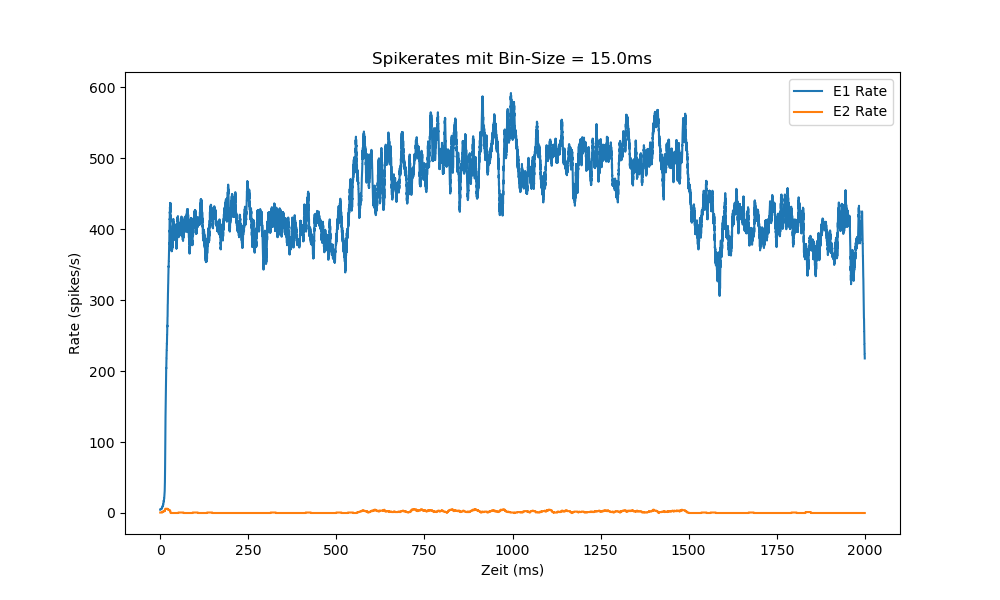 Spikerates mit Bin-Size = 15.0ms
E1 Rate
E2 Rate
600
500
400
300
200
100
0
Rate (spikes/s)
0 250 500 750 1000 1250 1500 1750 2000
Zeit (ms)